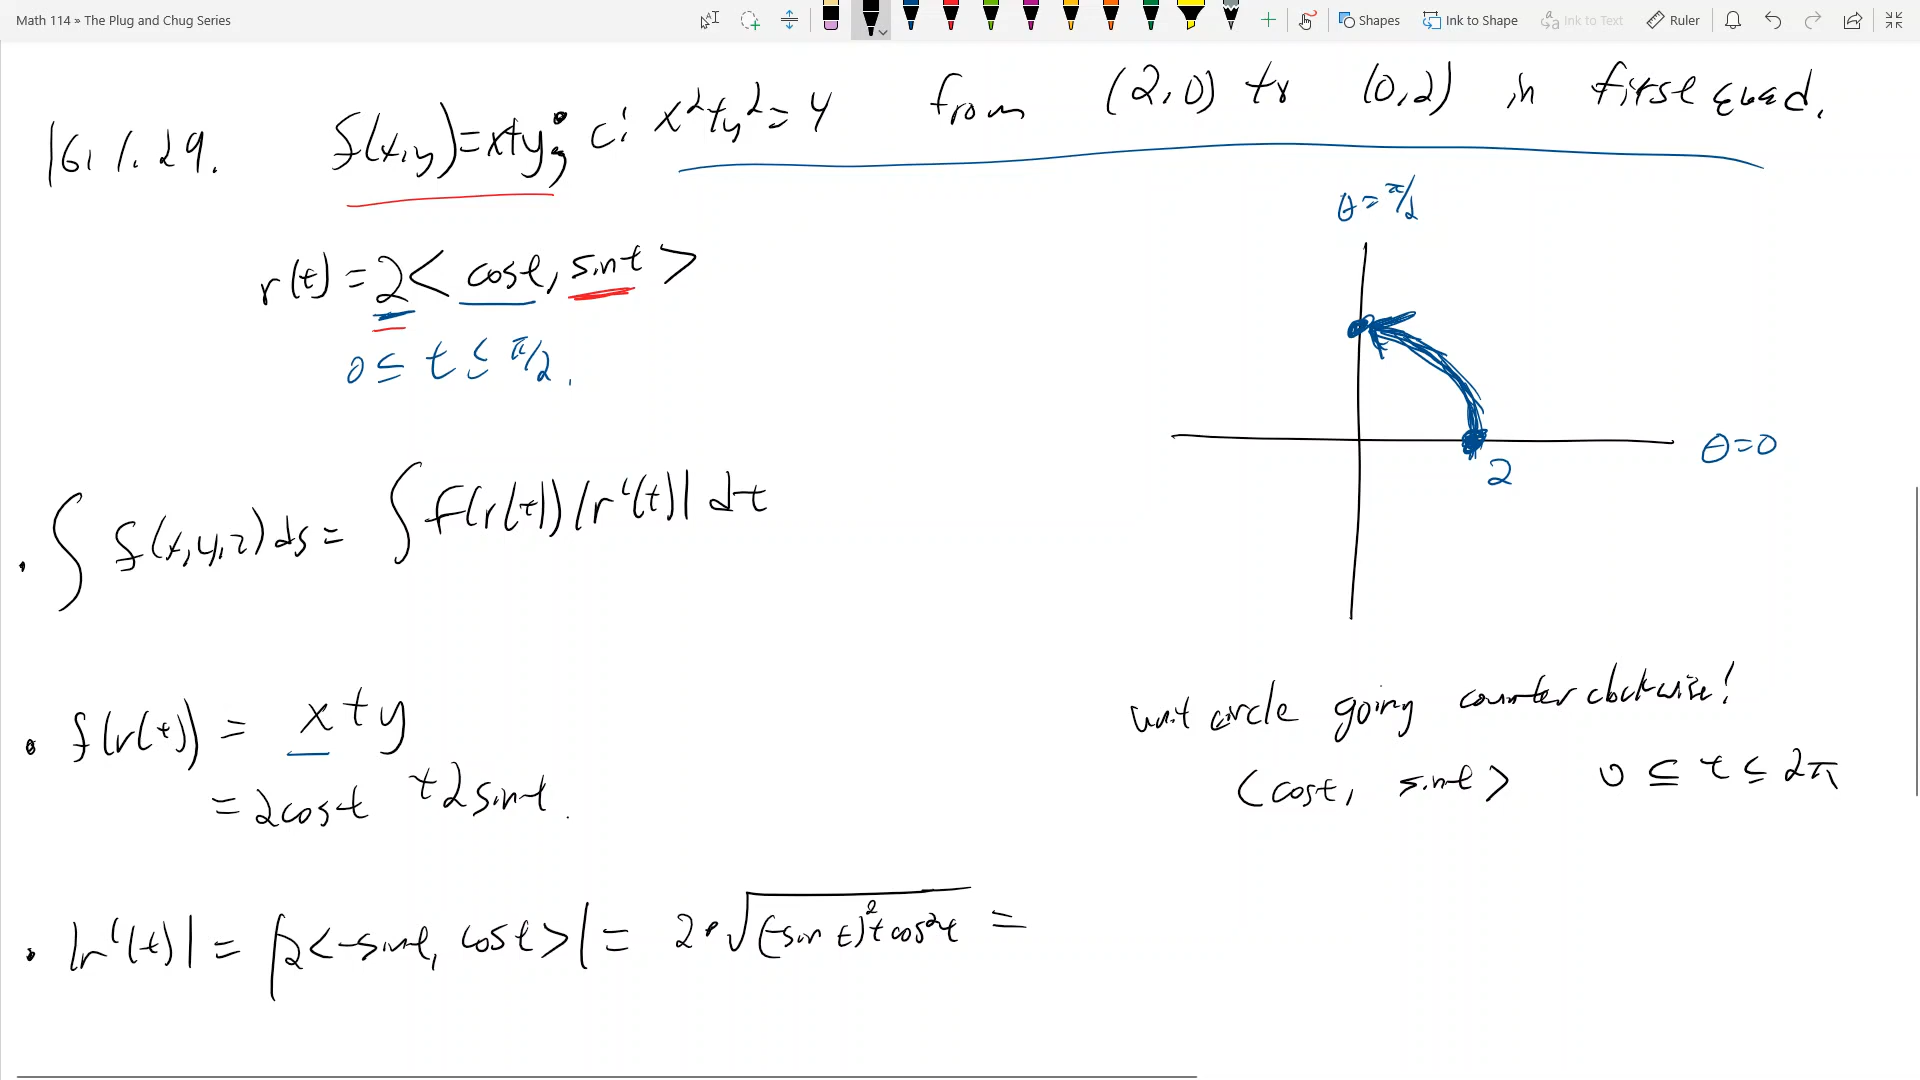 Math 114 » The Plug and Chug Series
Shapes Ink to Shape Ink to Text Ruler
16.1.29. f(x,y)=x+y; C: x²+y²=4 from (2,0) to (0,2) in first quad.
θ=π/2
r(t) = 2< cost, sint >
0 ≤ t ≤ π/2.
θ=0
2
• ∫ f(x,y,z) ds = ∫ f(r(t)) |r'(t)| dt
• f(r(t)) = x+y
= 2cost +2sint.
unit circle going counterclockwise!
<cost, sint> 0 ≤ t ≤ 2π
• |r'(t)| = |2<-sint, cost>| = 2•√((-sin t)²+cos²t) =